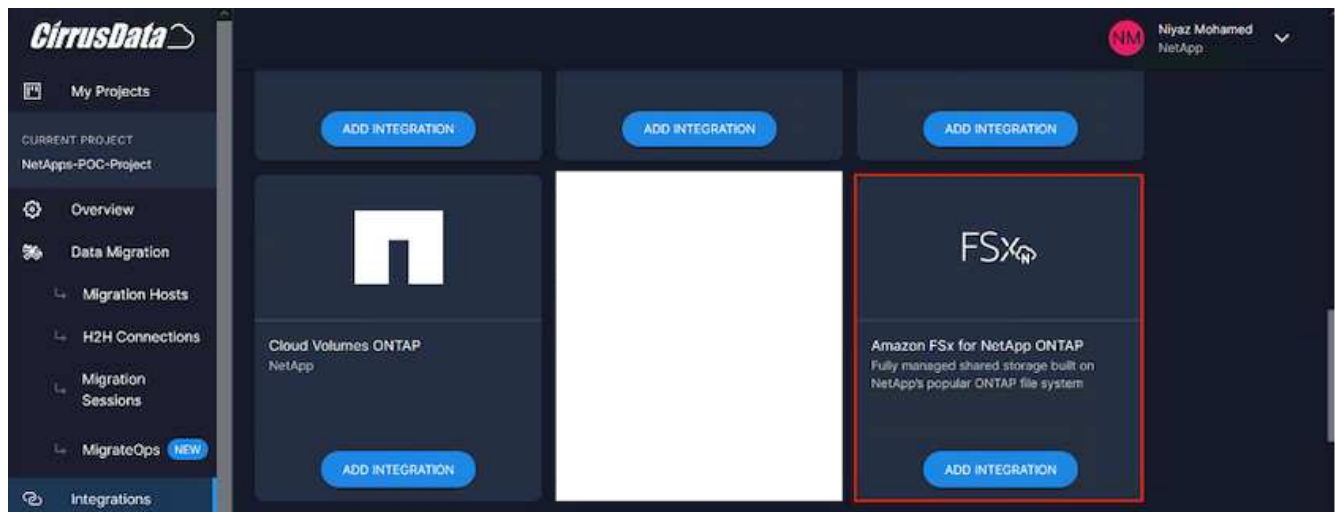 CirrusData
NM
Niyaz Mohamed
NetApp
My Projects
CURRENT PROJECT
NetApps-POC-Project
Overview
Data Migration
Migration Hosts
H2H Connections
Migration
Sessions
MigrateOps NEW
Integrations
ADD INTEGRATION
ADD INTEGRATION
ADD INTEGRATION
Cloud Volumes ONTAP
NetApp
ADD INTEGRATION
FSxN
Amazon FSx for NetApp ONTAP
Fully managed shared storage built on
NetApp's popular ONTAP file system
ADD INTEGRATION